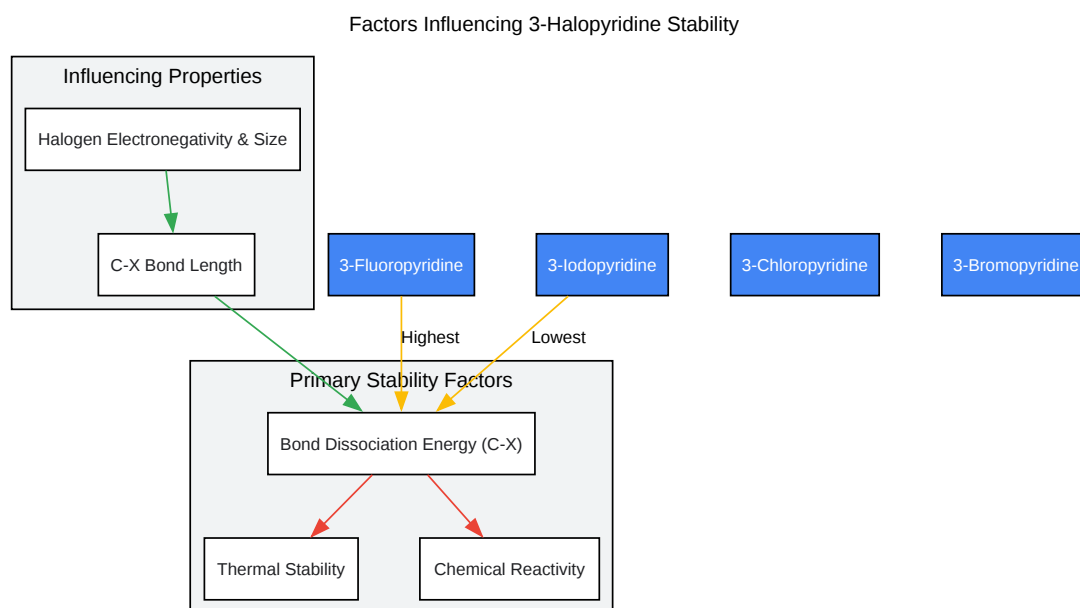 Factors Influencing 3-Halopyridine Stability
Influencing Properties
Halogen Electronegativity & Size
C-X Bond Length
3-Fluoropyridine
3-Iodopyridine
3-Chloropyridine
3-Bromopyridine
Highest
Lowest
Primary Stability Factors
Bond Dissociation Energy (C-X)
Thermal Stability
Chemical Reactivity